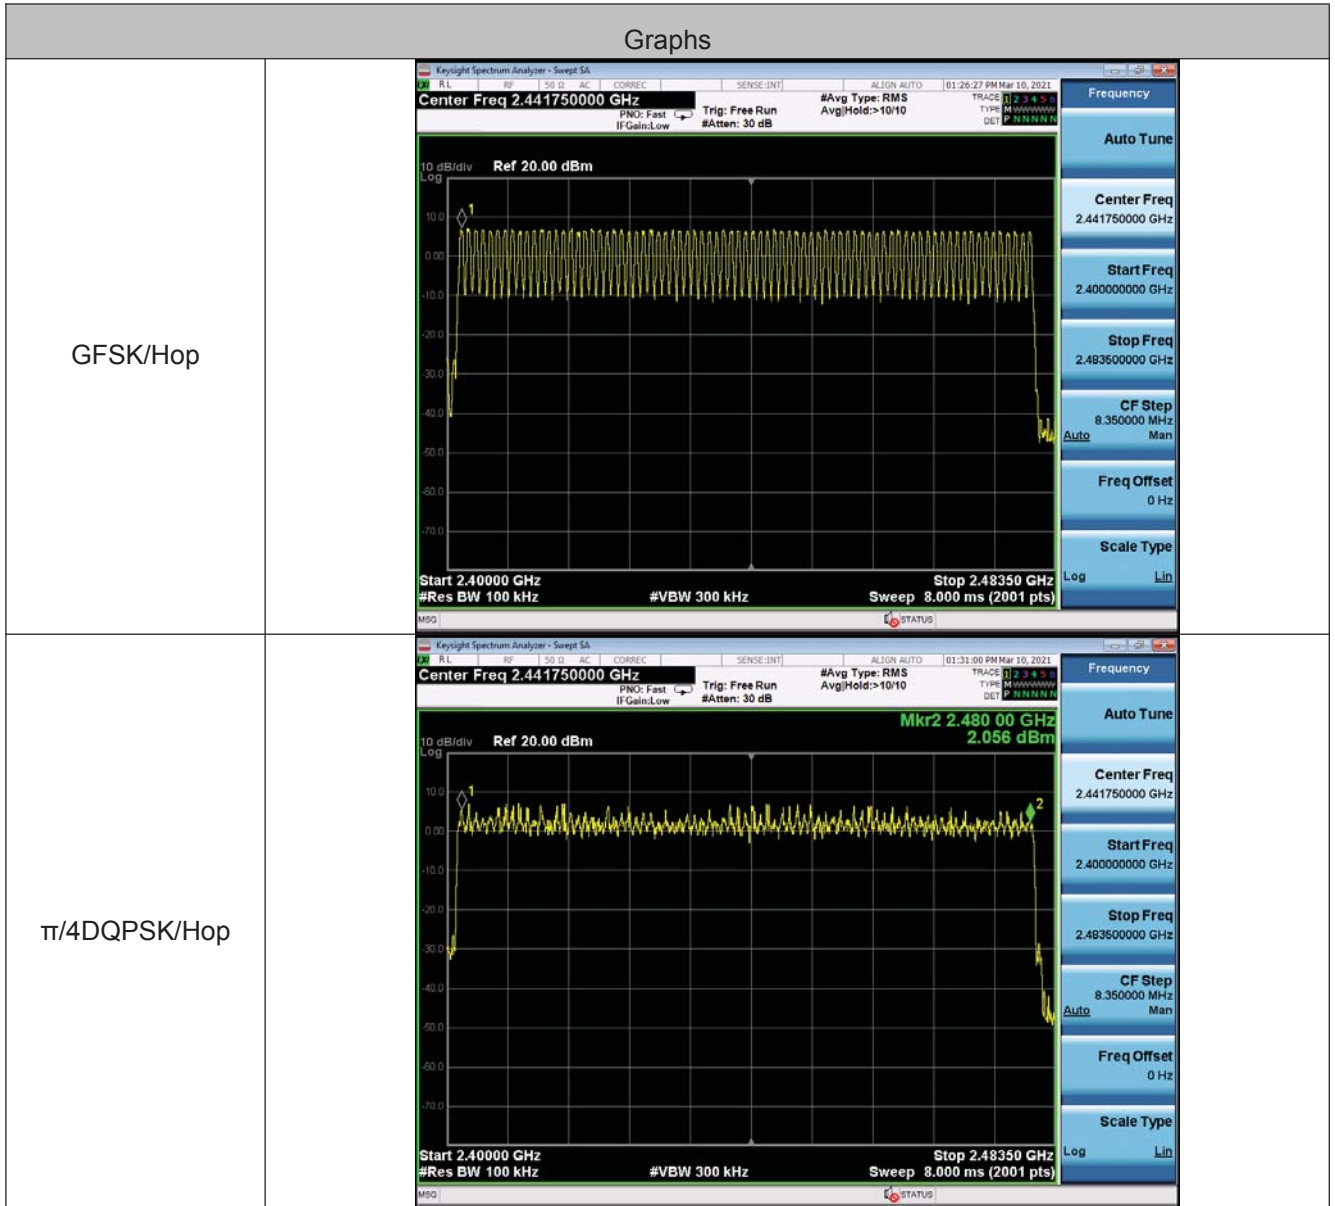 Graphs
GFSK/Hop
Keysight Spectrum Analyzer - Swept SA
RL RF 50 Ω AC CORREC SENSE:INT ALIGN AUTO 01:26:27 PM Mar 10, 2021
Center Freq 2.441750000 GHz
PNO: Fast
IFGain:Low
Trig: Free Run
#Atten: 30 dB
#Avg Type: RMS
Avg|Hold:>10/10
TRACE 1 2 3 4 5 6
TYPE M
DET P N N N N N
10 dB/div Ref 20.00 dBm
Log
1
10.0
0.00
-10.0
-20.0
-30.0
-40.0
-50.0
-60.0
-70.0
Start 2.40000 GHz Stop 2.48350 GHz
#Res BW 100 kHz #VBW 300 kHz Sweep 8.000 ms (2001 pts)
MSG STATUS
Frequency
Auto Tune
Center Freq
2.441750000 GHz
Start Freq
2.400000000 GHz
Stop Freq
2.483500000 GHz
CF Step
8.350000 MHz
Auto Man
Freq Offset
0 Hz
Scale Type
Log Lin
π/4DQPSK/Hop
Keysight Spectrum Analyzer - Swept SA
RL RF 50 Ω AC CORREC SENSE:INT ALIGN AUTO 01:31:00 PM Mar 10, 2021
Center Freq 2.441750000 GHz
PNO: Fast
IFGain:Low
Trig: Free Run
#Atten: 30 dB
#Avg Type: RMS
Avg|Hold:>10/10
TRACE 1 2 3 4 5 6
TYPE M
DET P N N N N N
Mkr2 2.480 00 GHz
2.056 dBm
10 dB/div Ref 20.00 dBm
Log
1
2
10.0
0.00
-10.0
-20.0
-30.0
-40.0
-50.0
-60.0
-70.0
Start 2.40000 GHz Stop 2.48350 GHz
#Res BW 100 kHz #VBW 300 kHz Sweep 8.000 ms (2001 pts)
MSG STATUS
Frequency
Auto Tune
Center Freq
2.441750000 GHz
Start Freq
2.400000000 GHz
Stop Freq
2.483500000 GHz
CF Step
8.350000 MHz
Auto Man
Freq Offset
0 Hz
Scale Type
Log Lin